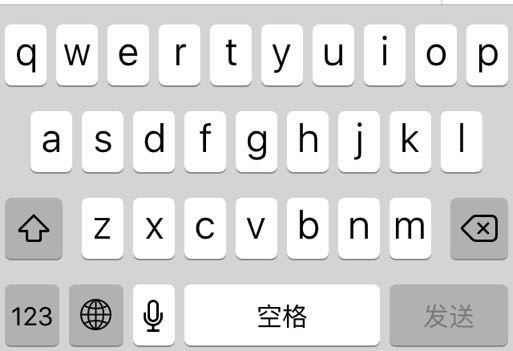 q w e r t y u i o p
a s d f g h j k l
z x c v b n m
123 空格 发送